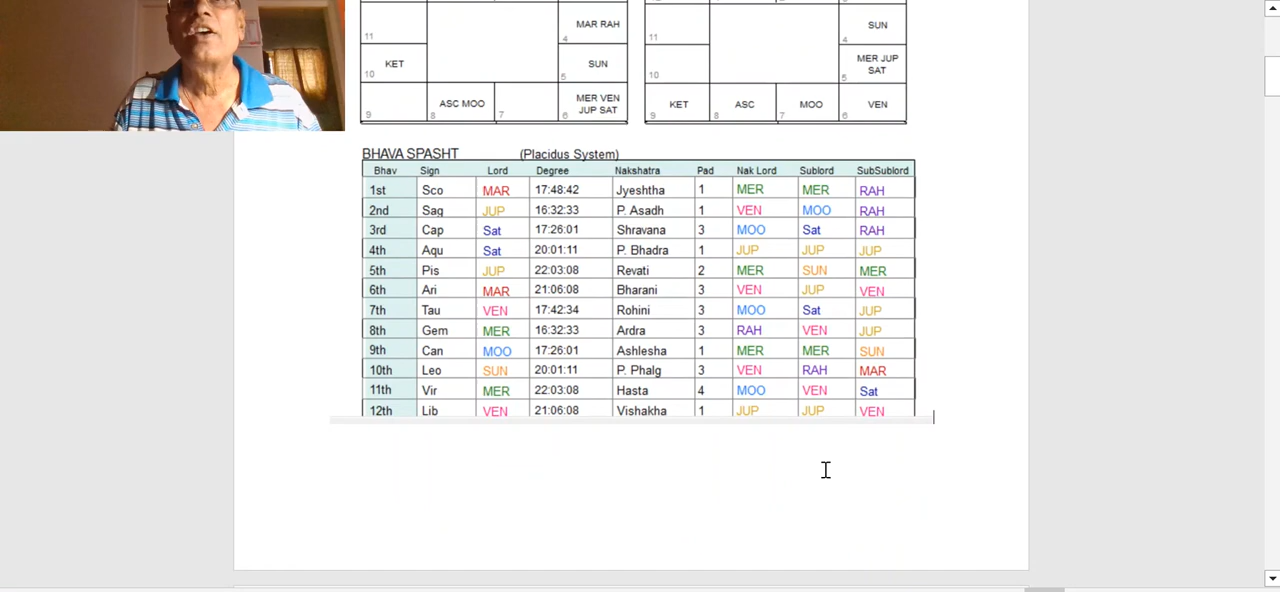 MAR RAH
SUN
11
4
11
4
KET
SUN
MER JUP
SAT
10
5
10
5
ASC MOO
MER VEN
JUP SAT
KET
ASC
MOO
VEN
9
8
7
6
9
8
7
6
BHAVA SPASHT (Placidus System)
Bhav Sign Lord Degree Nakshatra Pad Nak Lord Sublord SubSublord
1st Sco MAR 17:48:42 Jyeshtha 1 MER MER RAH
2nd Sag JUP 16:32:33 P. Asadh 1 VEN MOO RAH
3rd Cap Sat 17:26:01 Shravana 3 MOO Sat RAH
4th Aqu Sat 20:01:11 P. Bhadra 1 JUP JUP JUP
5th Pis JUP 22:03:08 Revati 2 MER SUN MER
6th Ari MAR 21:06:08 Bharani 3 VEN JUP VEN
7th Tau VEN 17:42:34 Rohini 3 MOO Sat JUP
8th Gem MER 16:32:33 Ardra 3 RAH VEN JUP
9th Can MOO 17:26:01 Ashlesha 1 MER MER SUN
10th Leo SUN 20:01:11 P. Phalg 3 VEN RAH MAR
11th Vir MER 22:03:08 Hasta 4 MOO VEN Sat
12th Lib VEN 21:06:08 Vishakha 1 JUP JUP VEN